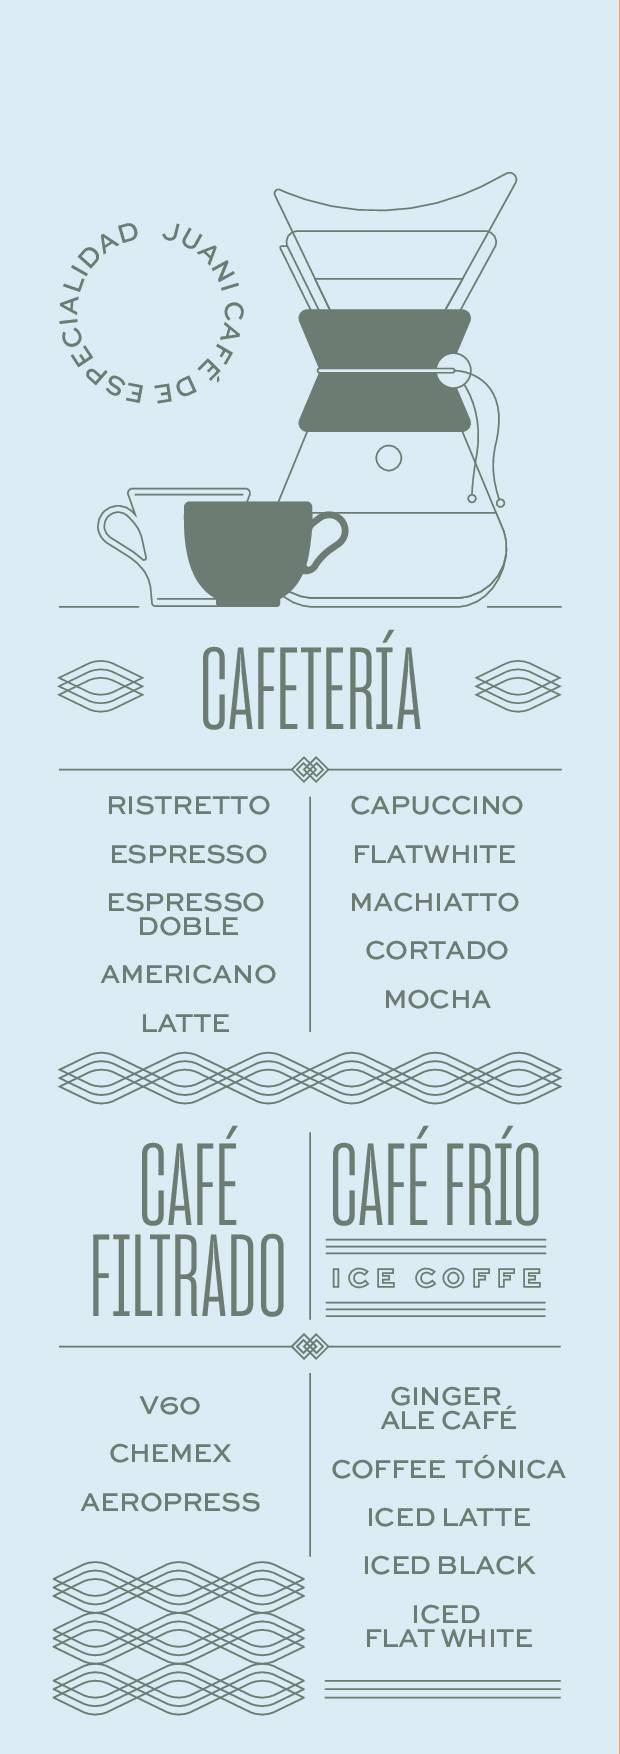 JUANI CAFÉ DE ESPECIALIDAD
CAFETERÍA
RISTRETTO
ESPRESSO
ESPRESSO
DOBLE
AMERICANO
LATTE
CAPUCCINO
FLATWHITE
MACHIATTO
CORTADO
MOCHA
CAFÉ
FILTRADO
V60
CHEMEX
AEROPRESS
CAFÉ FRÍO
ICE COFFE
GINGER
ALE CAFÉ
COFFEE TÓNICA
ICED LATTE
ICED BLACK
ICED
FLAT WHITE